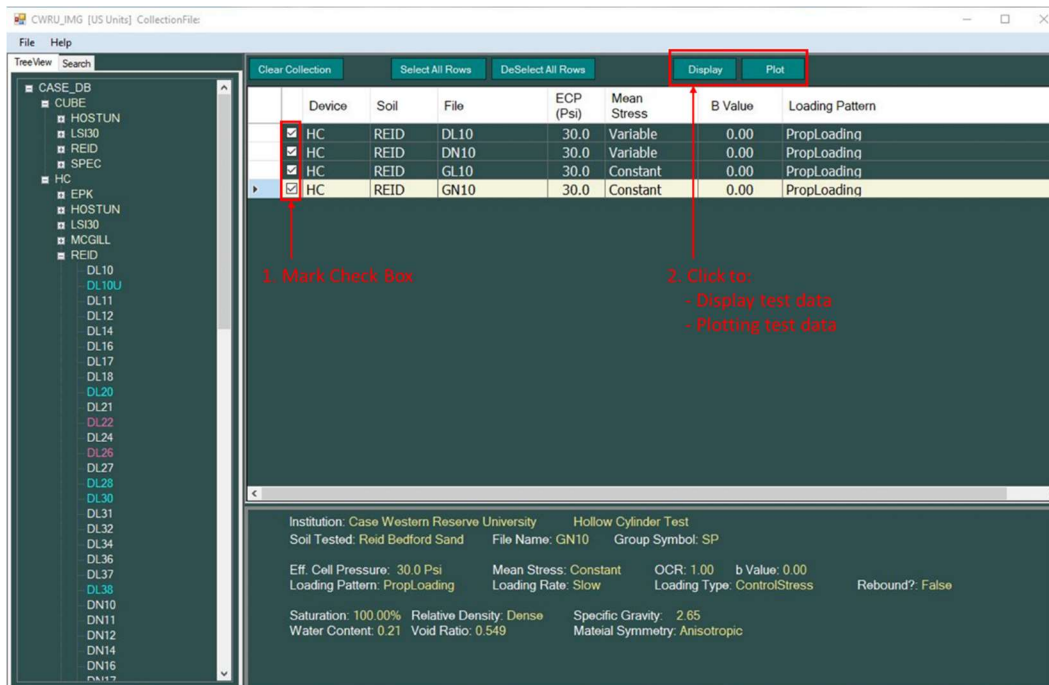 CWRU_IMG [US Units] CollectionFile:
File Help
TreeView Search
CASE_DB
CUBE
HOSTUN
LSI30
REID
SPEC
HC
EPK
HOSTUN
LSI30
MCGILL
REID
DL10
DL10U
DL11
DL12
DL14
DL16
DL17
DL18
DL20
DL21
DL22
DL24
DL26
DL27
DL28
DL30
DL31
DL32
DL34
DL36
DL37
DL38
DN10
DN11
DN12
DN14
DN16
DN17
Clear Collection Select All Rows DeSelect All Rows Display Plot
Device Soil File ECP (Psi) Mean Stress B Value Loading Pattern
HC REID DL10 30.0 Variable 0.00 PropLoading
HC REID DN10 30.0 Variable 0.00 PropLoading
HC REID GL10 30.0 Constant 0.00 PropLoading
HC REID GN10 30.0 Constant 0.00 PropLoading
1. Mark Check Box
2. Click to:
- Display test data
- Plotting test data
Institution: Case Western Reserve University Hollow Cylinder Test
Soil Tested: Reid Bedford Sand File Name: GN10 Group Symbol: SP
Eff. Cell Pressure: 30.0 Psi Mean Stress: Constant OCR: 1.00 b Value: 0.00
Loading Pattern: PropLoading Loading Rate: Slow Loading Type: ControlStress Rebound?: False
Saturation: 100.00% Relative Density: Dense Specific Gravity: 2.65
Water Content: 0.21 Void Ratio: 0.549 Mateial Symmetry: Anisotropic